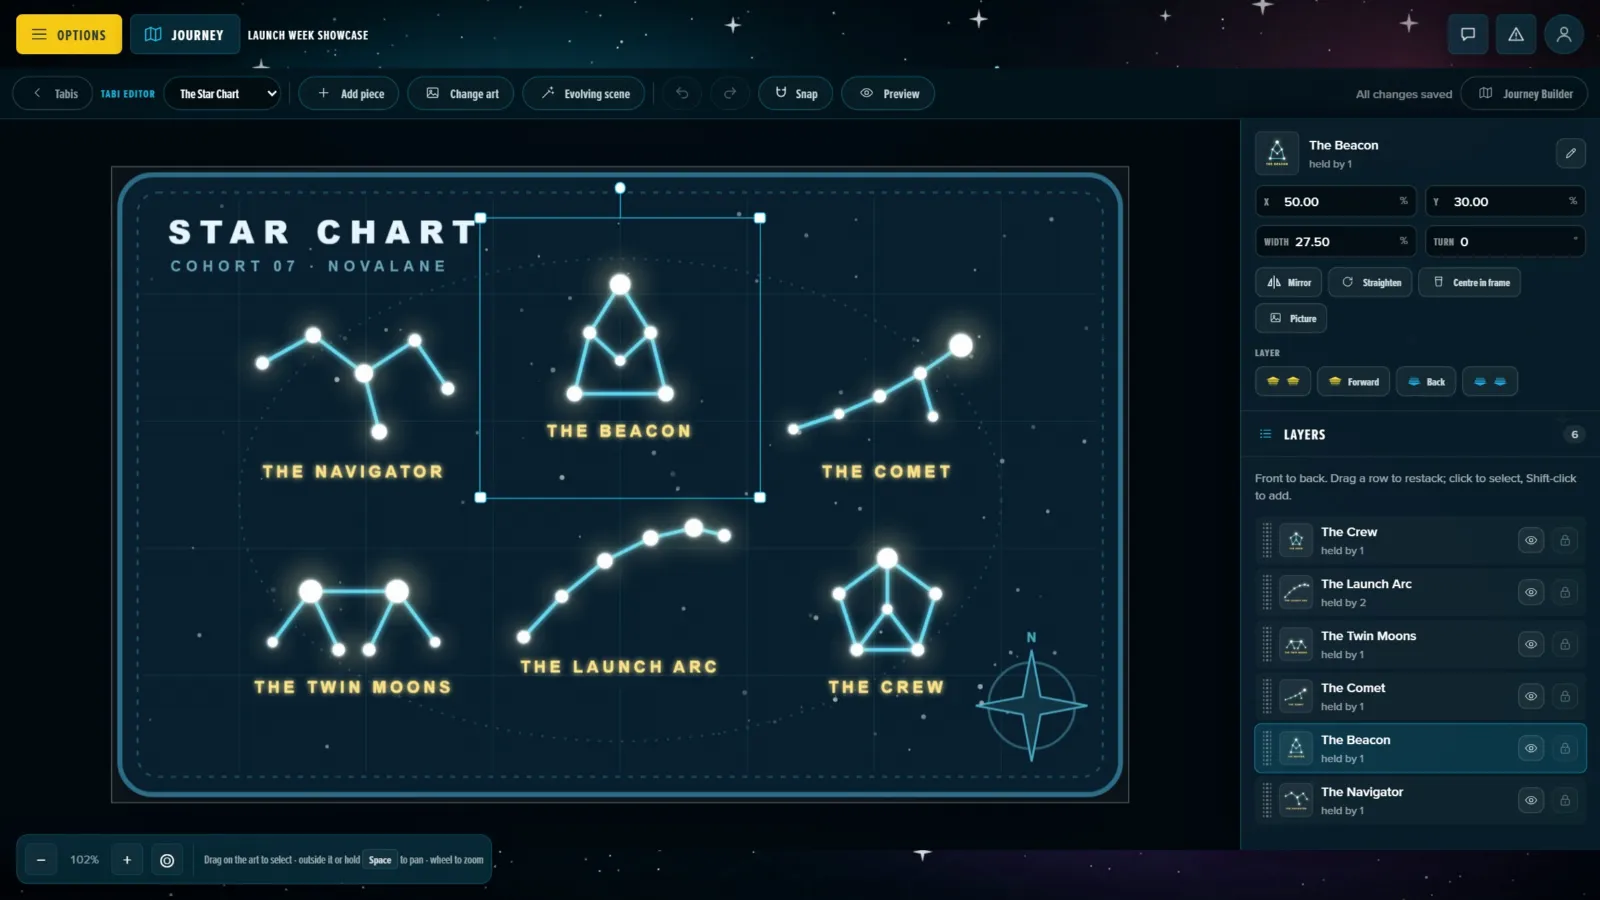 OPTIONS
JOURNEY
LAUNCH WEEK SHOWCASE
Tabis
TABI EDITOR
The Star Chart
Add piece
Change art
Evolving scene
Snap
Preview
All changes saved
Journey Builder
STAR CHART
COHORT 07 · NOVALANE
THE NAVIGATOR
THE BEACON
THE COMET
THE TWIN MOONS
THE LAUNCH ARC
THE CREW
N
The Beacon
held by 1
X 50.00 %
Y 30.00 %
WIDTH 27.50 %
TURN 0 °
Mirror
Straighten
Centre in frame
Picture
LAYER
Forward
Back
LAYERS
6
Front to back. Drag a row to restack; click to select, Shift-click
to add.
The Crew
held by 1
The Launch Arc
held by 2
The Twin Moons
held by 1
The Comet
held by 1
The Beacon
held by 1
The Navigator
held by 1
− 102% +
Drag on the art to select · outside it or hold Space to pan · wheel to zoom